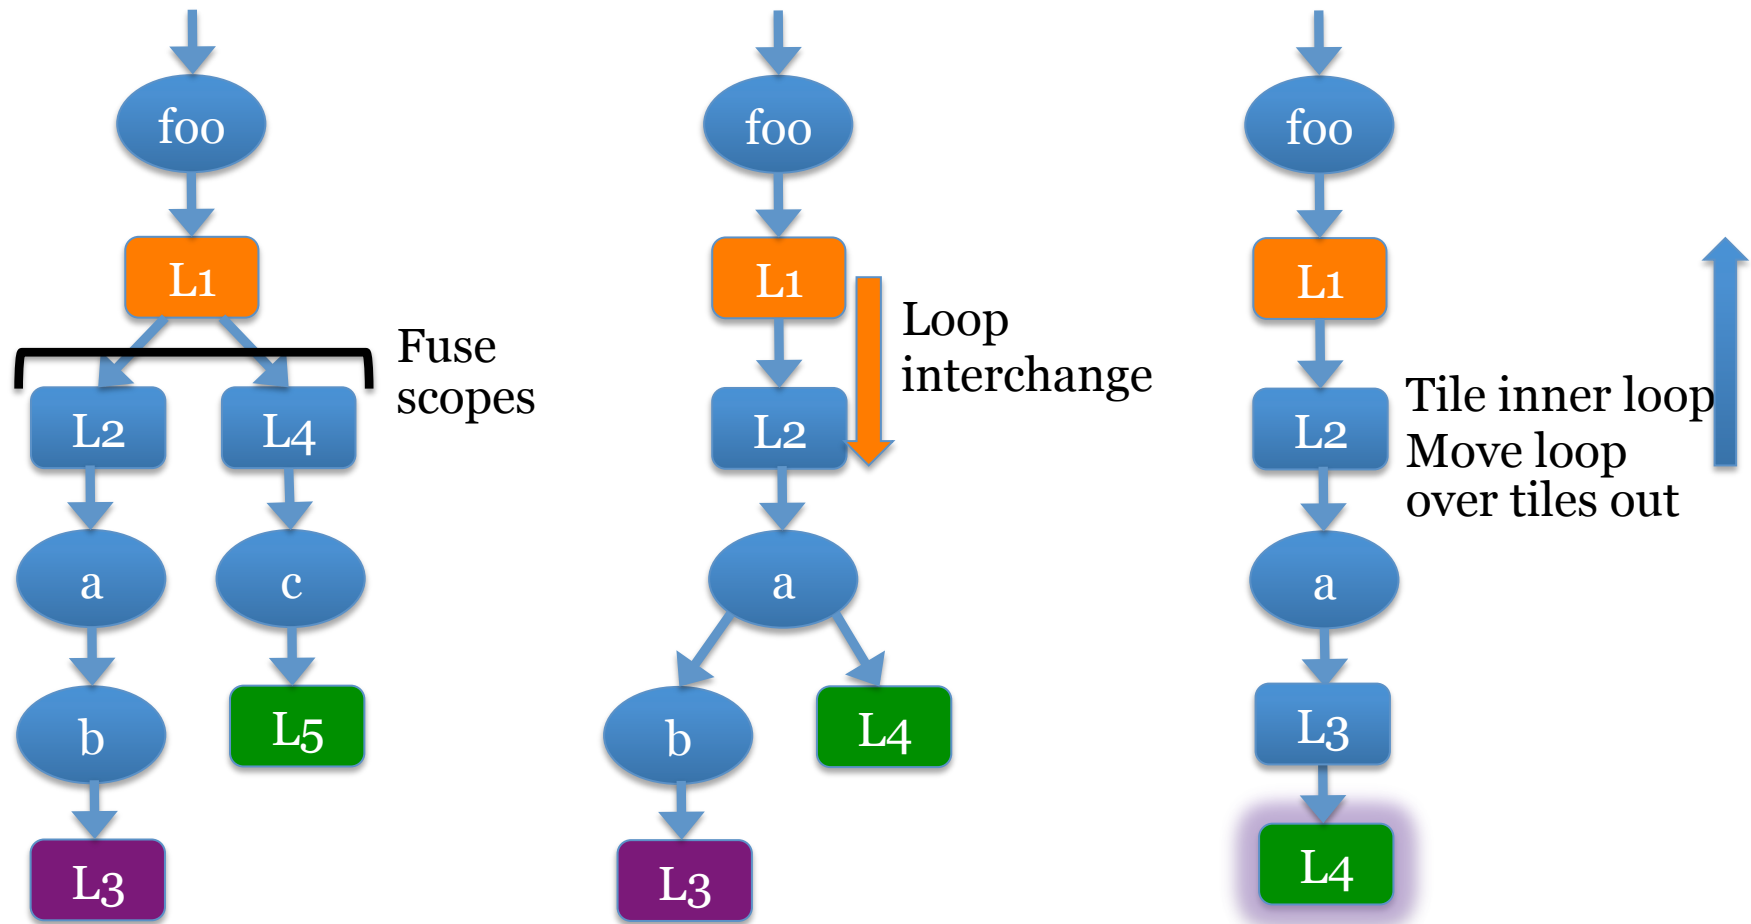 foo
L1
Fuse
scopes
L2
L4
a
c
b
L5
L3
foo
L1
Loop
interchange
L2
a
b
L4
L3
foo
L1
L2
Tile inner loop
Move loop
over tiles out
a
L3
L4